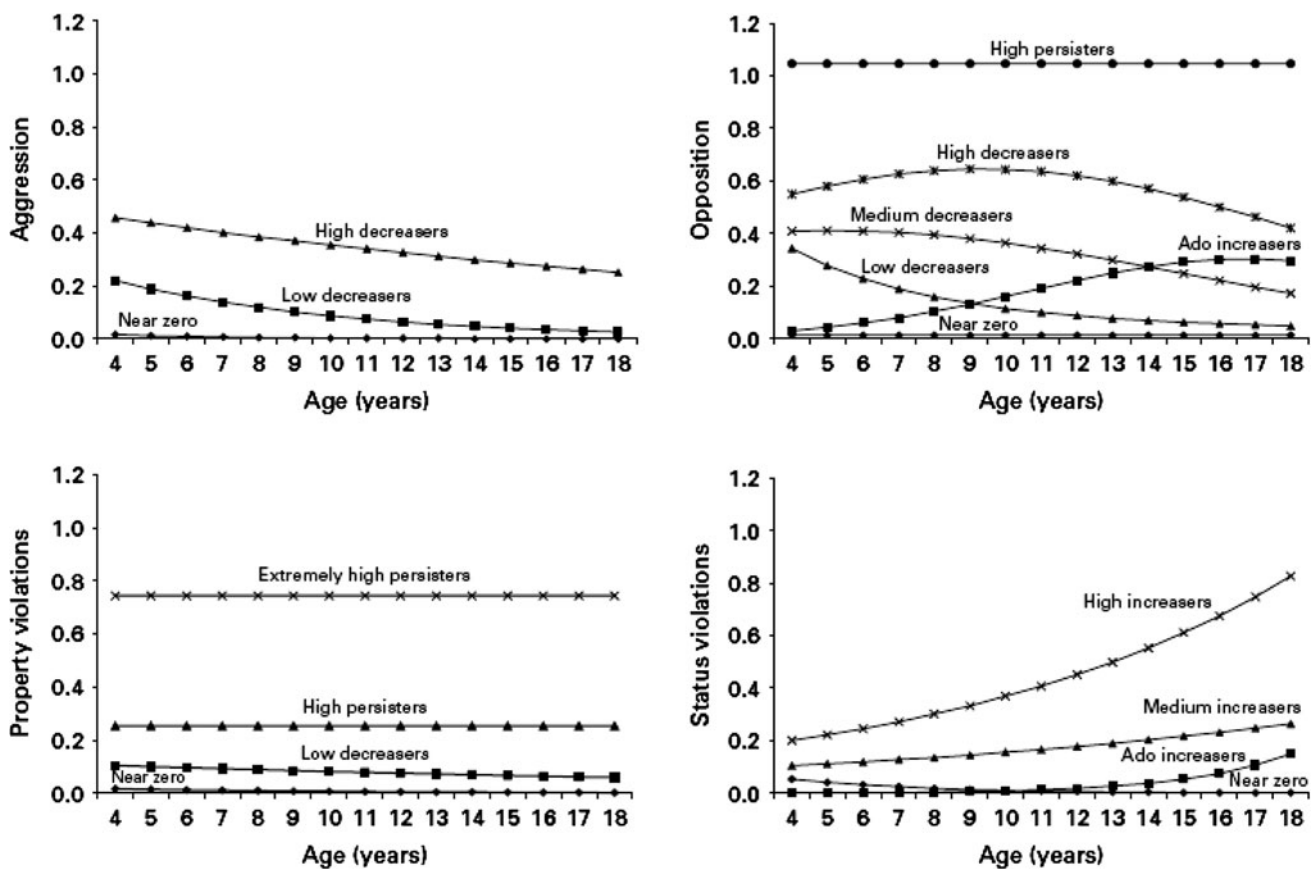 Aggression
1.2
1.0
0.8
0.6
0.4
0.2
0.0
High decreasers
Low decreasers
Near zero
4 5 6 7 8 9 10 11 12 13 14 15 16 17 18
Age (years)
Opposition
1.2
1.0
0.8
0.6
0.4
0.2
0.0
High persisters
High decreasers
Medium decreasers
Ado increasers
Low decreasers
Near zero
4 5 6 7 8 9 10 11 12 13 14 15 16 17 18
Age (years)
Property violations
1.2
1.0
0.8
0.6
0.4
0.2
0.0
Extremely high persisters
High persisters
Low decreasers
Near zero
4 5 6 7 8 9 10 11 12 13 14 15 16 17 18
Age (years)
Status violations
1.2
1.0
0.8
0.6
0.4
0.2
0.0
High increasers
Medium increasers
Ado increasers
Near zero
4 5 6 7 8 9 10 11 12 13 14 15 16 17 18
Age (years)